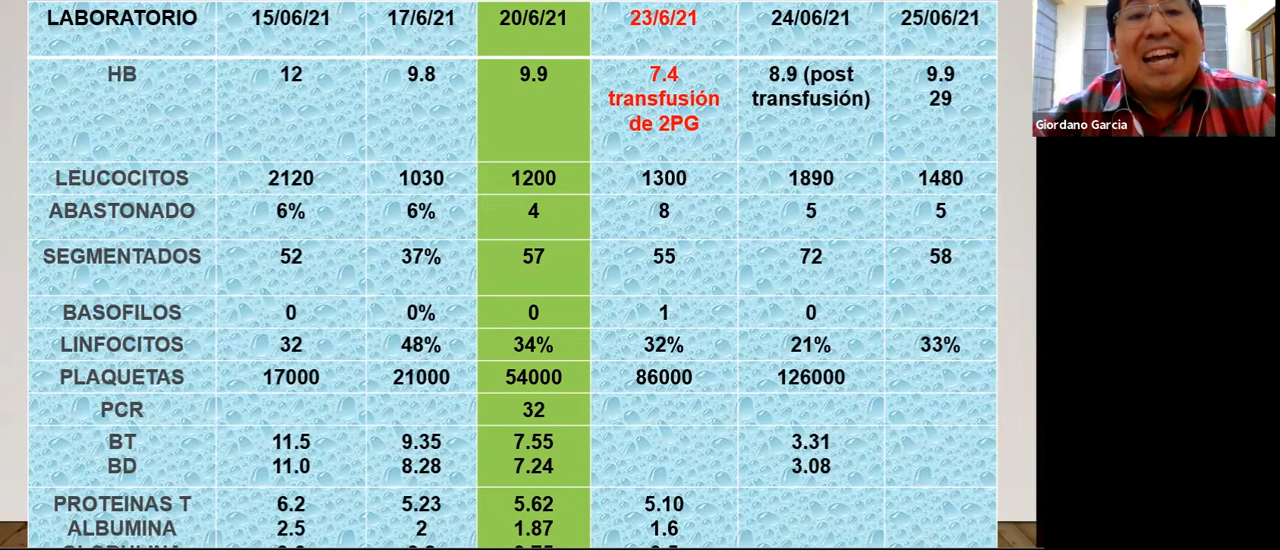 LABORATORIO 15/06/21 17/6/21 20/6/21 23/6/21 24/06/21 25/06/21
HB 12 9.8 9.9 7.4 transfusión de 2PG 8.9 (post transfusión) 9.9 29
LEUCOCITOS 2120 1030 1200 1300 1890 1480
ABASTONADO 6% 6% 4 8 5 5
SEGMENTADOS 52 37% 57 55 72 58
BASOFILOS 0 0% 0 1 0
LINFOCITOS 32 48% 34% 32% 21% 33%
PLAQUETAS 17000 21000 54000 86000 126000
PCR 32
BT 11.5 9.35 7.55 3.31
BD 11.0 8.28 7.24 3.08
PROTEINAS T 6.2 5.23 5.62 5.10
ALBUMINA 2.5 2 1.87 1.6
Giordano Garcia